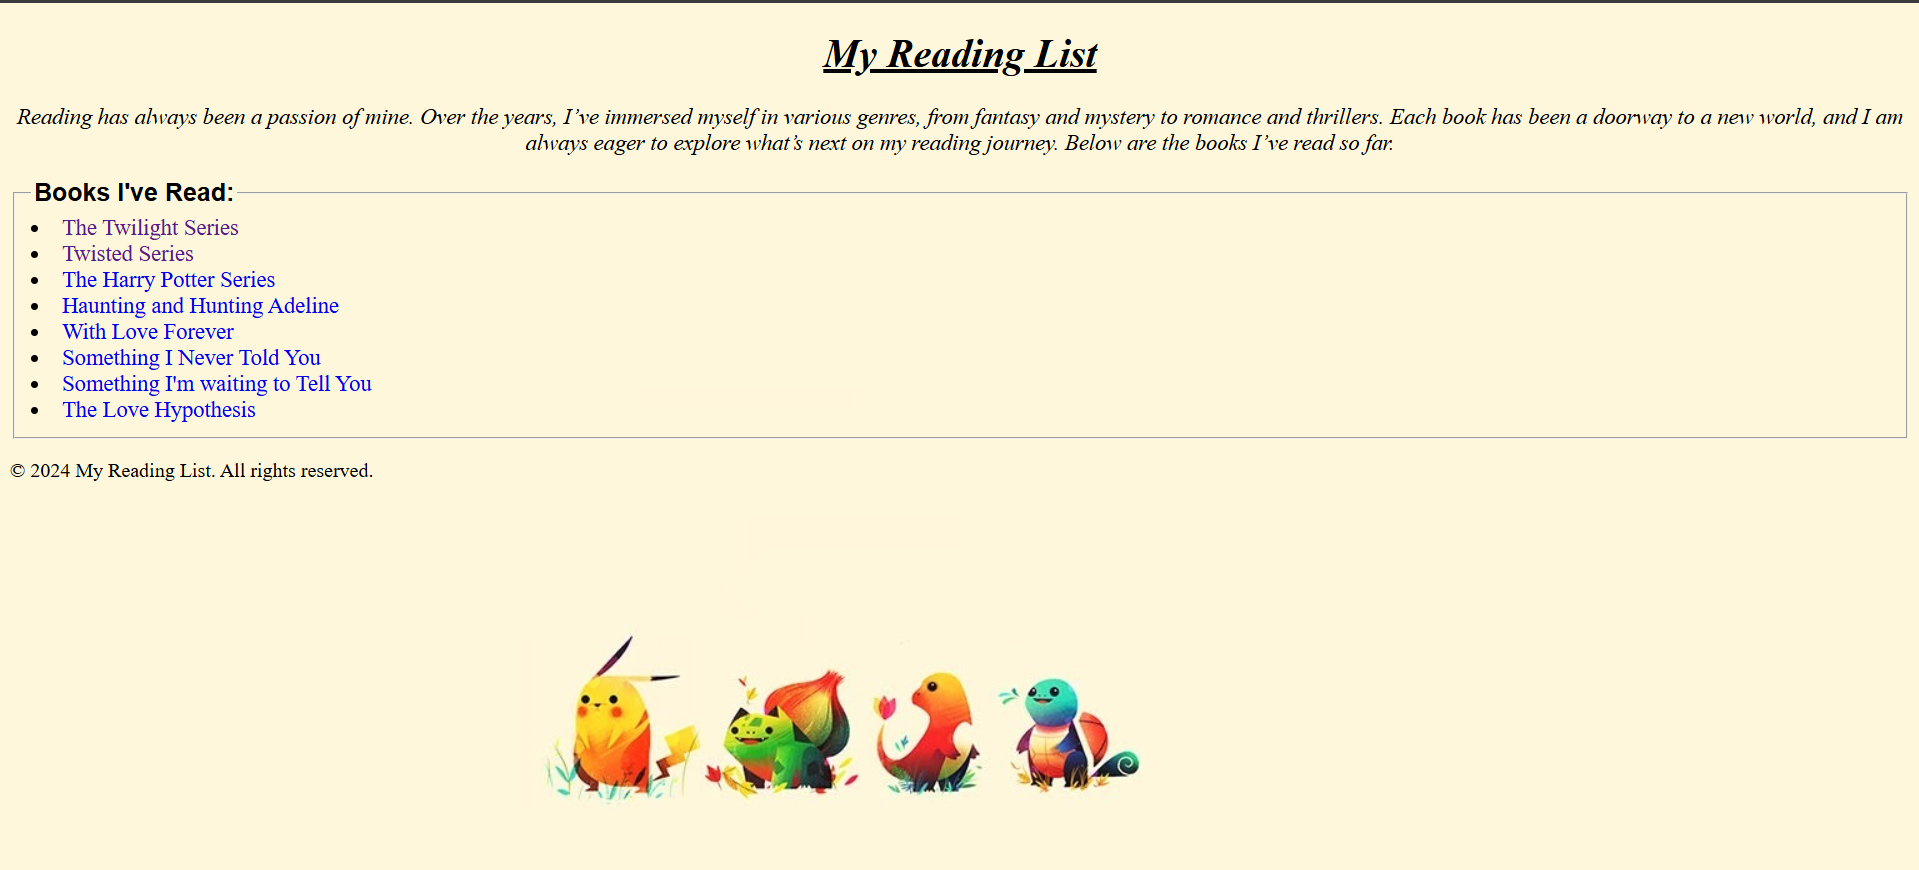 My Reading List
Reading has always been a passion of mine. Over the years, I’ve immersed myself in various genres, from fantasy and mystery to romance and thrillers. Each book has been a doorway to a new world, and I am
always eager to explore what’s next on my reading journey. Below are the books I’ve read so far.
Books I've Read:
The Twilight Series
Twisted Series
The Harry Potter Series
Haunting and Hunting Adeline
With Love Forever
Something I Never Told You
Something I'm waiting to Tell You
The Love Hypothesis
© 2024 My Reading List. All rights reserved.